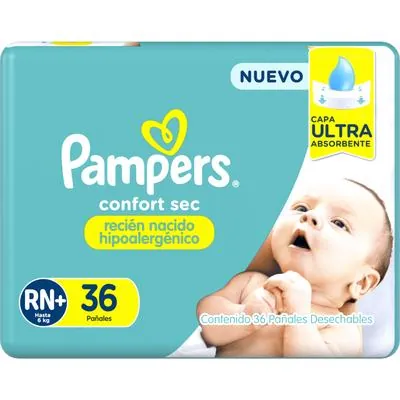 NUEVO
CAPA
ULTRA
ABSORBENTE
Pampers®
confort sec
recién nacido
hipoalergénico
RN+
Hasta
6 kg
36
Pañales
Contenido 36 Pañales Desechables